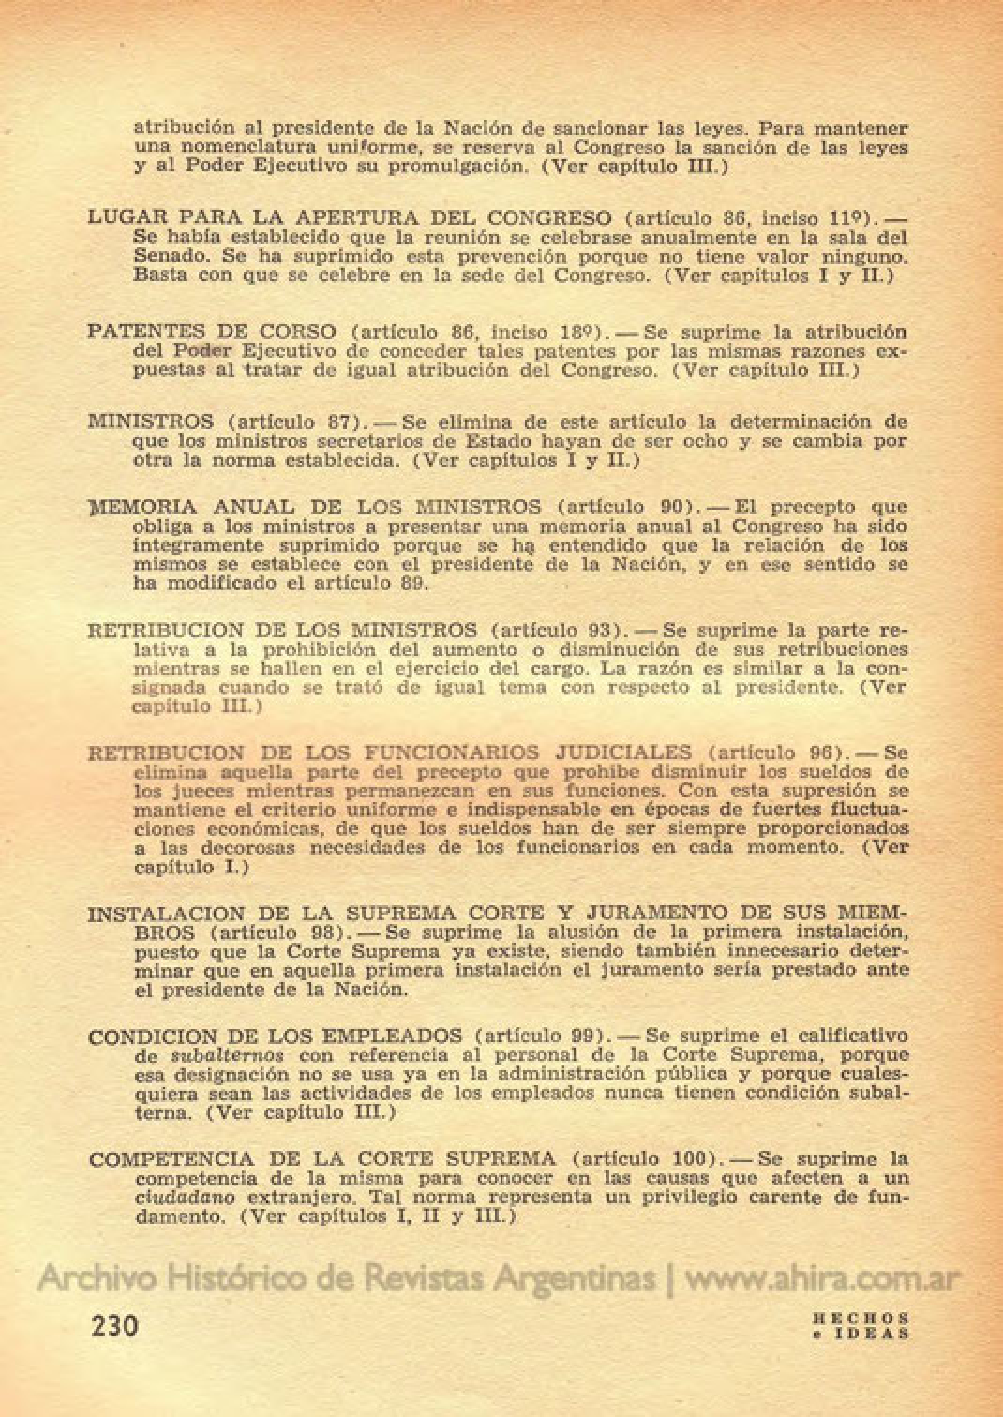 atribución al presidente de la Nación de sancionar las leyes. Para mantener
una nomenclatura uniforme, se reserva al Congreso la sanción de las leyes
y al Poder Ejecutivo su promulgación. (Ver capítulo III.)
LUGAR PARA LA APERTURA DEL CONGRESO (artículo 86, inciso 11º). —
Se había establecido que la reunión se celebrase anualmente en la sala del
Senado. Se ha suprimido esta prevención porque no tiene valor ninguno.
Basta con que se celebre en la sede del Congreso. (Ver capítulos I y II.)
PATENTES DE CORSO (artículo 86, inciso 18º). — Se suprime la atribución
del Poder Ejecutivo de conceder tales patentes por las mismas razones ex-
puestas al tratar de igual atribución del Congreso. (Ver capítulo III.)
MINISTROS (artículo 87). — Se elimina de este artículo la determinación de
que los ministros secretarios de Estado hayan de ser ocho y se cambia por
otra la norma establecida. (Ver capítulos I y II.)
MEMORIA ANUAL DE LOS MINISTROS (artículo 90). — El precepto que
obliga a los ministros a presentar una memoria anual al Congreso ha sido
íntegramente suprimido porque se ha entendido que la relación de los
mismos se establece con el presidente de la Nación, y en ese sentido se
ha modificado el artículo 89.
RETRIBUCION DE LOS MINISTROS (artículo 93). — Se suprime la parte re-
lativa a la prohibición del aumento o disminución de sus retribuciones
mientras se hallen en el ejercicio del cargo. La razón es similar a la con-
signada cuando se trató de igual tema con respecto al presidente. (Ver
capítulo III.)
RETRIBUCION DE LOS FUNCIONARIOS JUDICIALES (artículo 96). — Se
elimina aquella parte del precepto que prohibe disminuir los sueldos de
los jueces mientras permanezcan en sus funciones. Con esta supresión se
mantiene el criterio uniforme e indispensable en épocas de fuertes fluctua-
ciones económicas, de que los sueldos han de ser siempre proporcionados
a las decorosas necesidades de los funcionarios en cada momento. (Ver
capítulo I.)
INSTALACION DE LA SUPREMA CORTE Y JURAMENTO DE SUS MIEM-
BROS (artículo 98). — Se suprime la alusión de la primera instalación,
puesto que la Corte Suprema ya existe, siendo también innecesario deter-
minar que en aquella primera instalación el juramento sería prestado ante
el presidente de la Nación.
CONDICION DE LOS EMPLEADOS (artículo 99). — Se suprime el calificativo
de subalternos con referencia al personal de la Corte Suprema, porque
esa designación no se usa ya en la administración pública y porque cuales-
quiera sean las actividades de los empleados nunca tienen condición subal-
terna. (Ver capítulo III.)
COMPETENCIA DE LA CORTE SUPREMA (artículo 100). — Se suprime la
competencia de la misma para conocer en las causas que afecten a un
ciudadano extranjero. Tal norma representa un privilegio carente de fun-
damento. (Ver capítulos I, II y III.)
Archivo Histórico de Revistas Argentinas | www.ahira.com.ar
230
HECHOS
e IDEAS